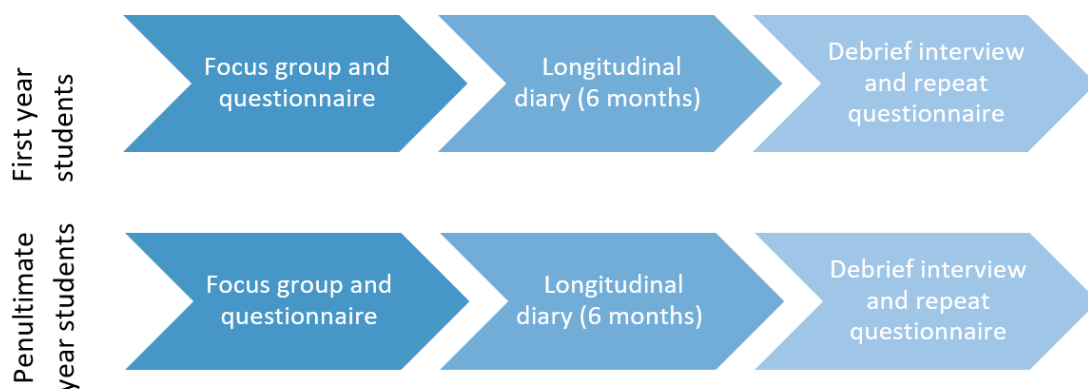 First year
students
Focus group and
questionnaire
Longitudinal
diary (6 months)
Debrief interview
and repeat
questionnaire
Penultimate
year students
Focus group and
questionnaire
Longitudinal
diary (6 months)
Debrief interview
and repeat
questionnaire